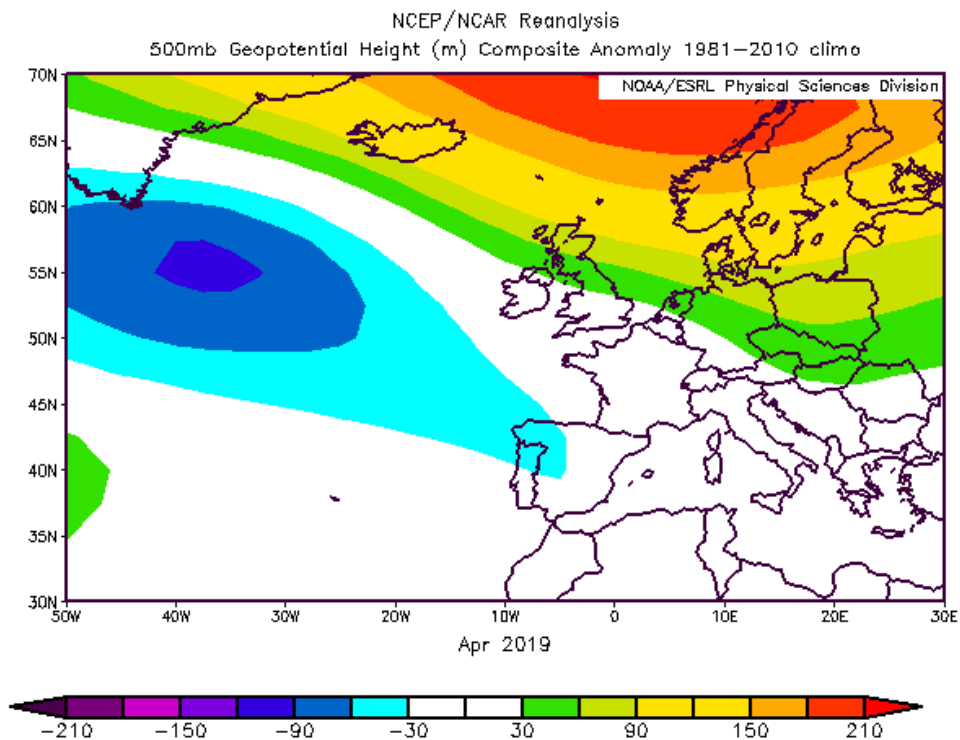 NCEP/NCAR Reanalysis
500mb Geopotential Height (m) Composite Anomaly 1981-2010 climo
NOAA/ESRL Physical Sciences Division
70N
65N
60N
55N
50N
45N
40N
35N
30N
50W 40W 30W 20W 10W 0 10E 20E 30E
Apr 2019
-210 -150 -90 -30 30 90 150 210